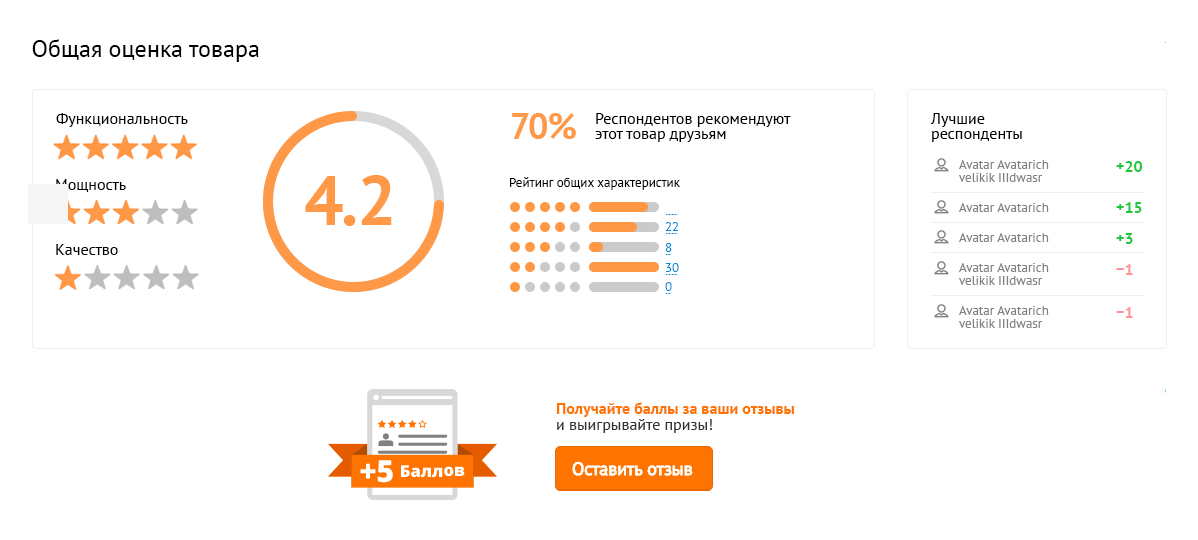 Общая оценка товара
Функциональность
Мощность
Качество
4.2
70%
Респондентов рекомендуют
этот товар друзьям
Рейтинг общих характеристик
22
8
30
0
Лучшие
респонденты
Avatar Avatarich
velikik IIIdwasr
+20
Avatar Avatarich
+15
Avatar Avatarich
+3
Avatar Avatarich
velikik IIIdwasr
−1
Avatar Avatarich
velikik IIIdwasr
−1
+5 Баллов
Получайте баллы за ваши отзывы
и выигрывайте призы!
Оставить отзыв